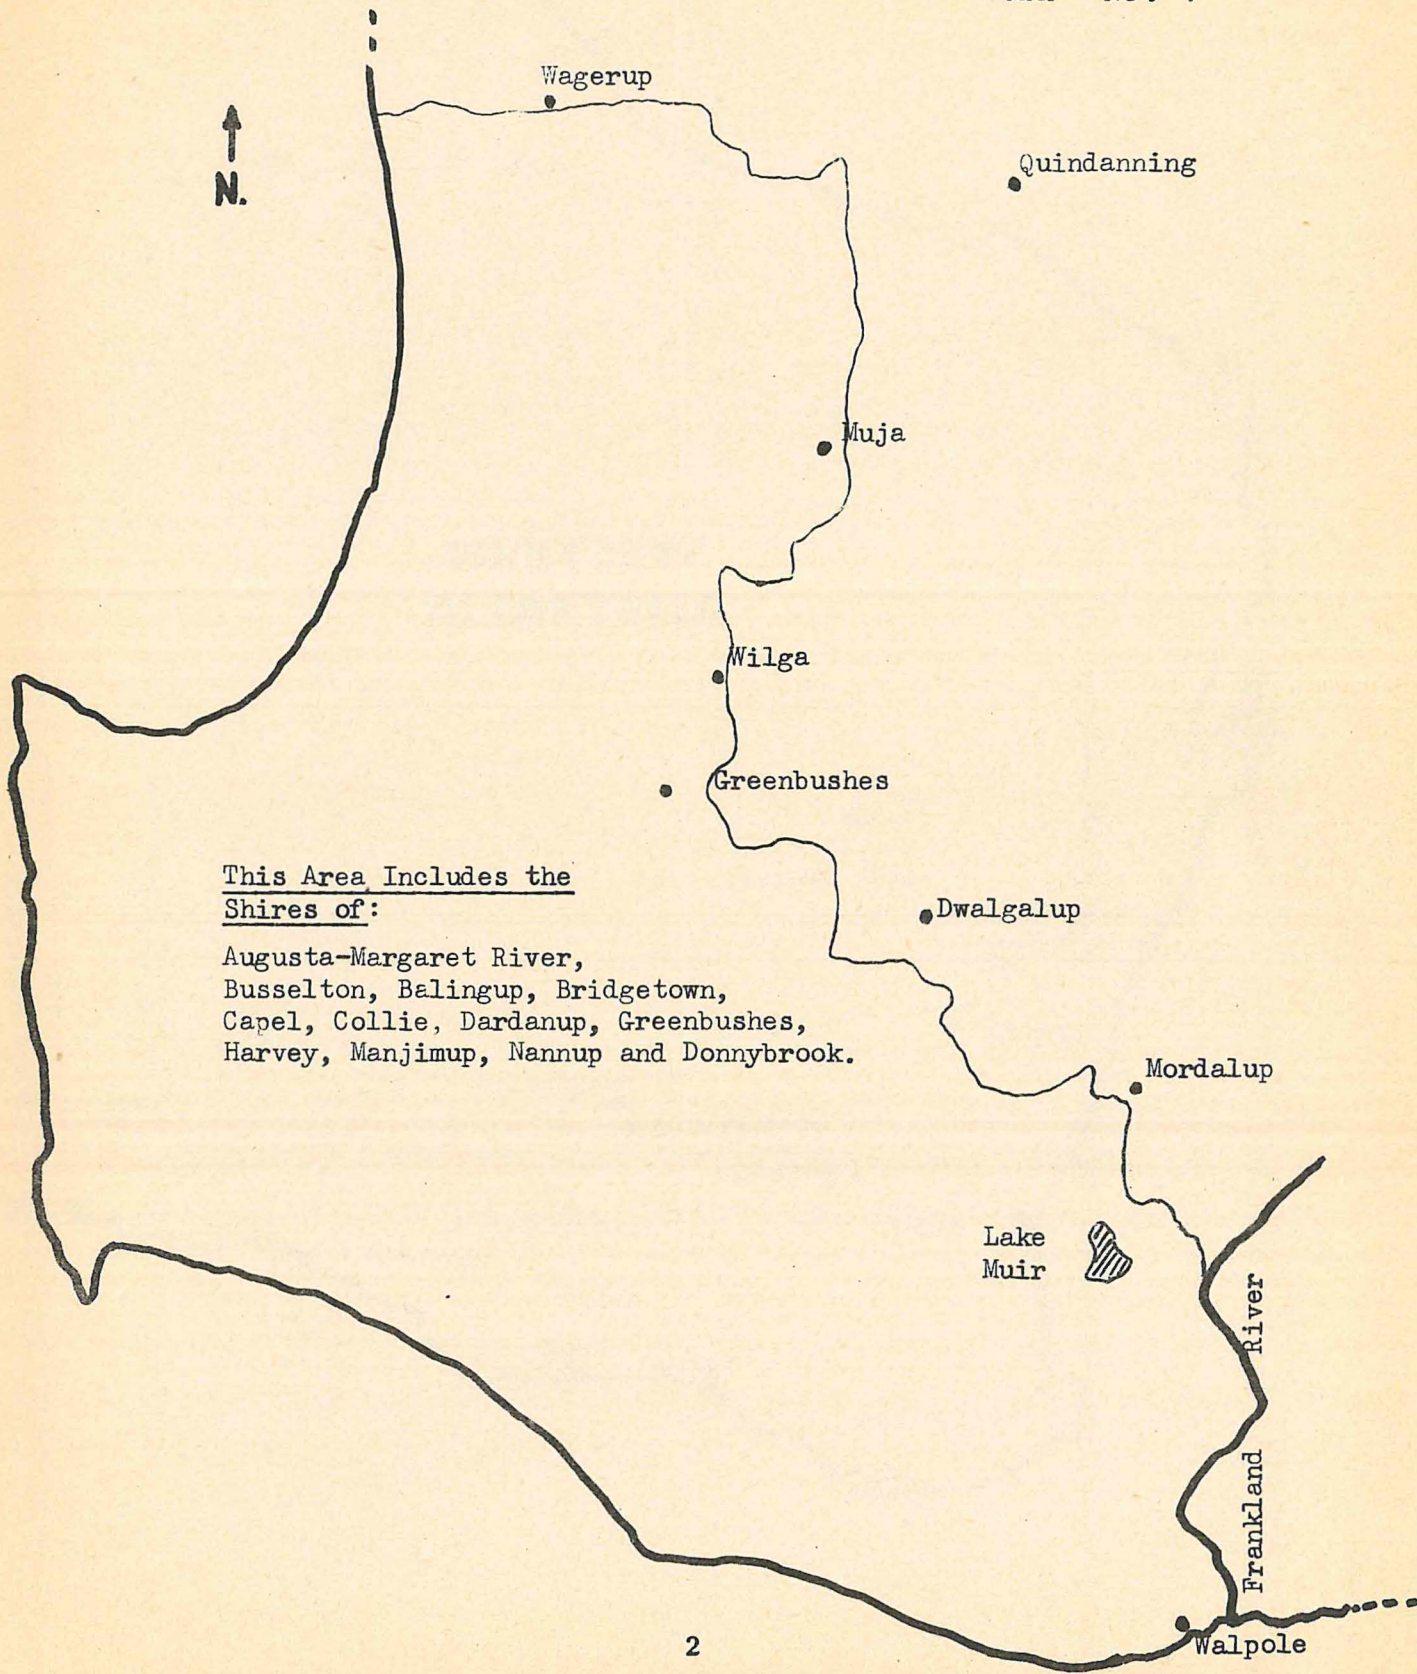 Wagerup
N.
Quindanning
Muja
Wilga
Greenbushes
This Area Includes the
Shires of:
Augusta-Margaret River,
Busselton, Balingup, Bridgetown,
Capel, Collie, Dardanup, Greenbushes,
Harvey, Manjimup, Nannup and Donnybrook.
Dwalgalup
Mordalup
Lake
Muir
Frankland River
Walpole
2